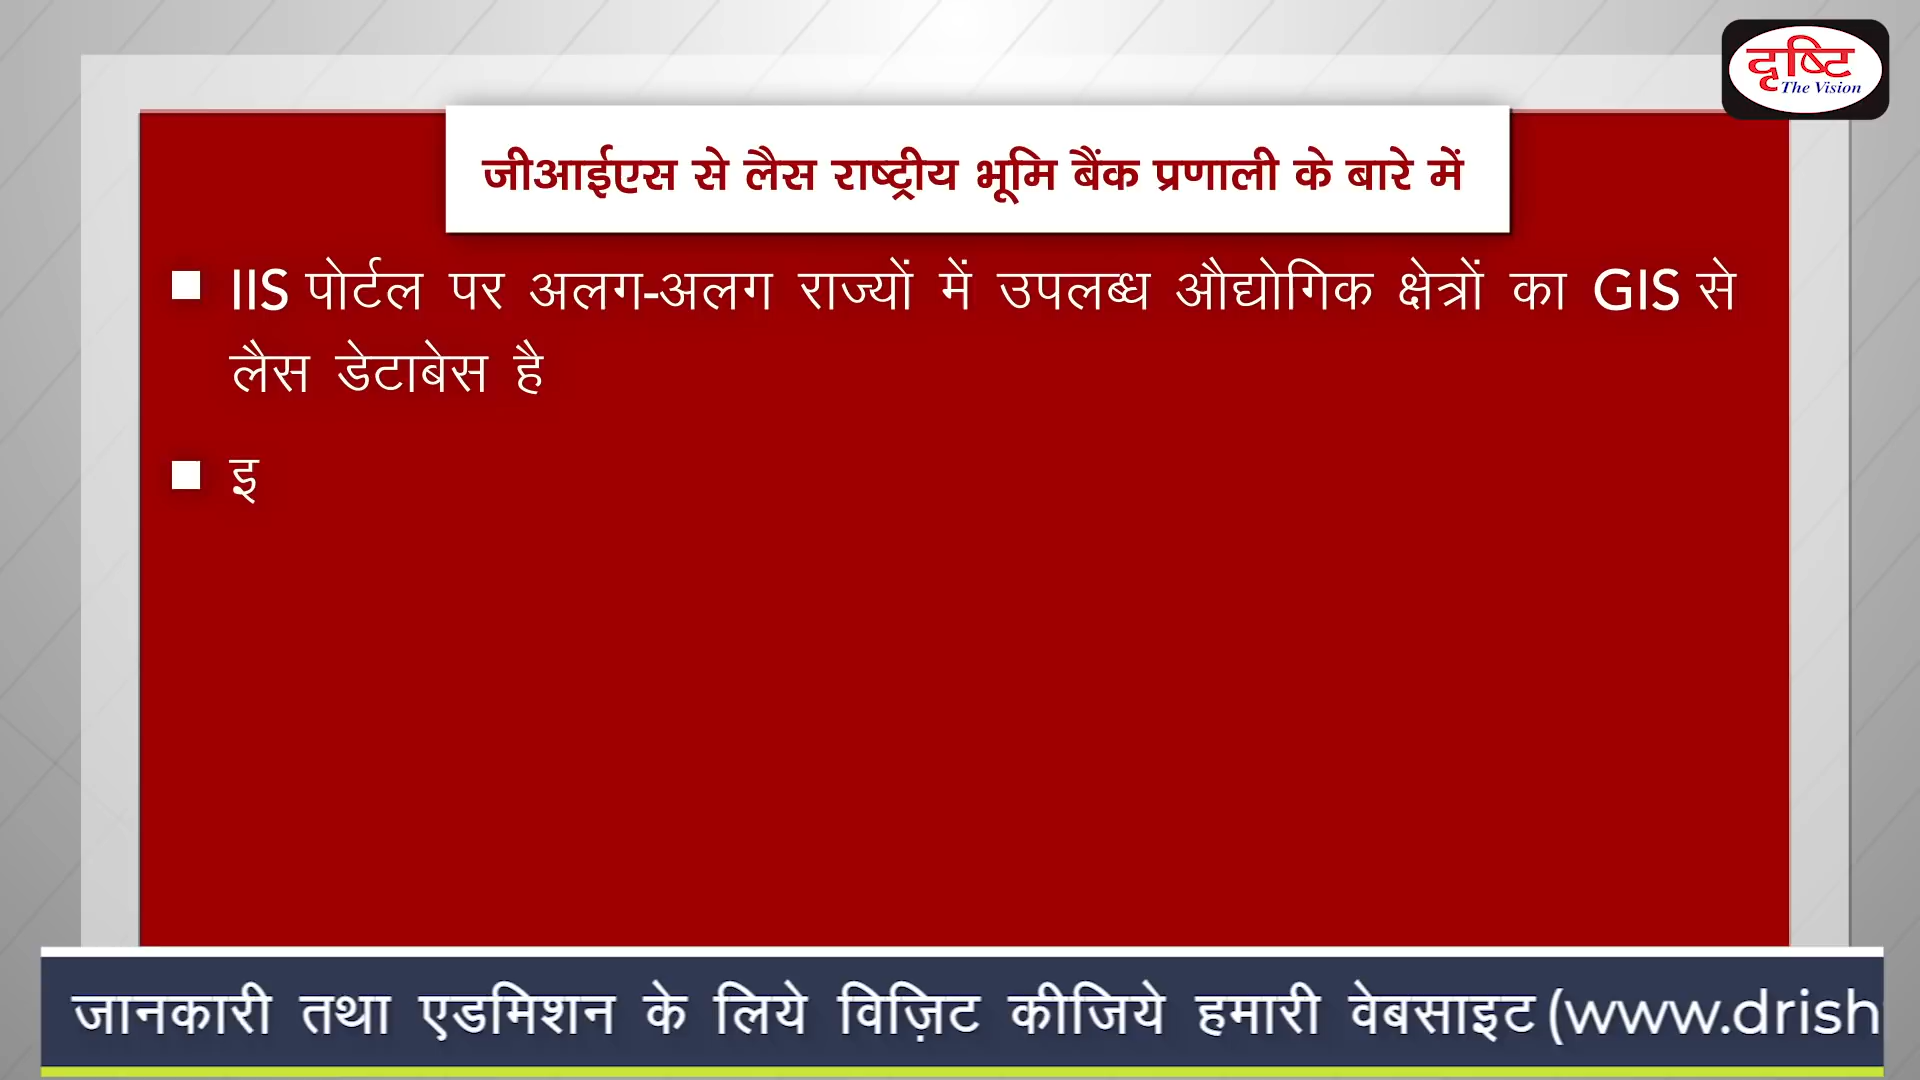 दृष्टि
The Vision
जीआईएस से लैस राष्ट्रीय भूमि बैंक प्रणाली के बारे में
IIS पोर्टल पर अलग-अलग राज्यों में उपलब्ध औद्योगिक क्षेत्रों का GIS से
लैस डेटाबेस है
इ
जानकारी तथा एडमिशन के लिये विज़िट कीजिये हमारी वेबसाइट (www.drish